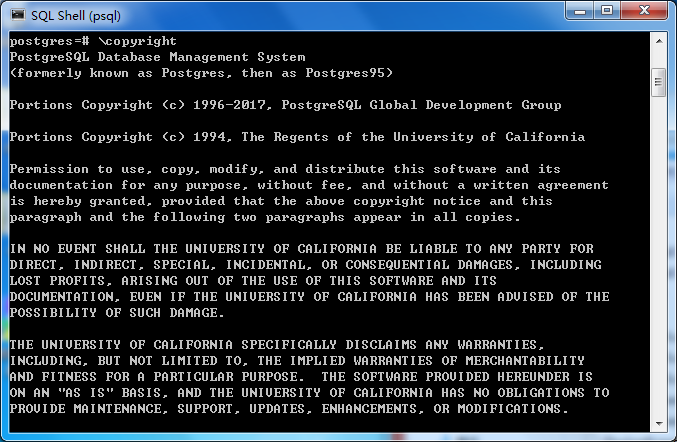 SQL Shell (psql)
postgres=# \copyright
PostgreSQL Database Management System
(formerly known as Postgres, then as Postgres95)
Portions Copyright (c) 1996-2017, PostgreSQL Global Development Group
Portions Copyright (c) 1994, The Regents of the University of California
Permission to use, copy, modify, and distribute this software and its
documentation for any purpose, without fee, and without a written agreement
is hereby granted, provided that the above copyright notice and this
paragraph and the following two paragraphs appear in all copies.
IN NO EVENT SHALL THE UNIVERSITY OF CALIFORNIA BE LIABLE TO ANY PARTY FOR
DIRECT, INDIRECT, SPECIAL, INCIDENTAL, OR CONSEQUENTIAL DAMAGES, INCLUDING
LOST PROFITS, ARISING OUT OF THE USE OF THIS SOFTWARE AND ITS
DOCUMENTATION, EVEN IF THE UNIVERSITY OF CALIFORNIA HAS BEEN ADVISED OF THE
POSSIBILITY OF SUCH DAMAGE.
THE UNIVERSITY OF CALIFORNIA SPECIFICALLY DISCLAIMS ANY WARRANTIES,
INCLUDING, BUT NOT LIMITED TO, THE IMPLIED WARRANTIES OF MERCHANTABILITY
AND FITNESS FOR A PARTICULAR PURPOSE.  THE SOFTWARE PROVIDED HEREUNDER IS
ON AN "AS IS" BASIS, AND THE UNIVERSITY OF CALIFORNIA HAS NO OBLIGATIONS TO
PROVIDE MAINTENANCE, SUPPORT, UPDATES, ENHANCEMENTS, OR MODIFICATIONS.